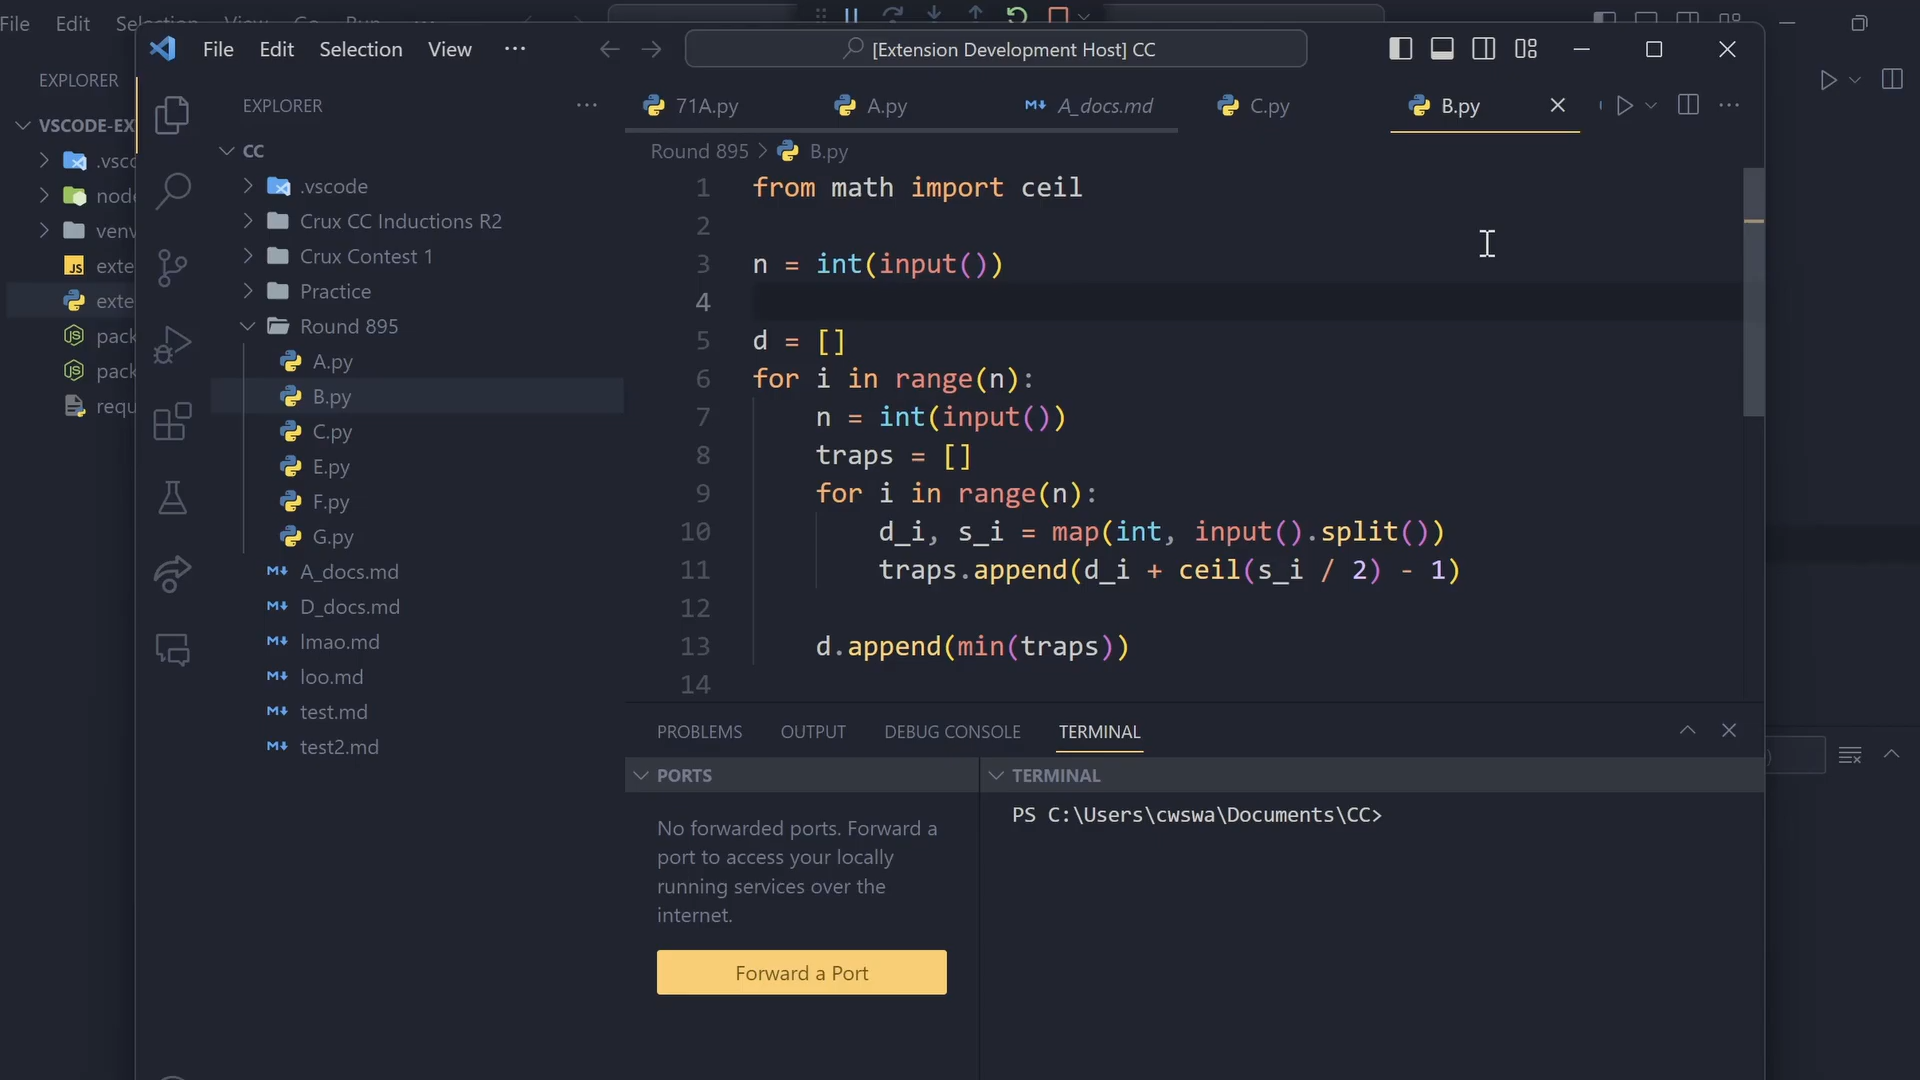 File Edit Selection View Go Run
EXPLORER
VSCODE-EX
.vsc
node
venv
exte
exte
pack
pack
requ
File Edit Selection View ···
[Extension Development Host] CC
EXPLORER ···
CC
.vscode
Crux CC Inductions R2
Crux Contest 1
Practice
Round 895
A.py
B.py
C.py
E.py
F.py
G.py
A_docs.md
D_docs.md
lmao.md
loo.md
test.md
test2.md
71A.py A.py A_docs.md C.py B.py
Round 895 > B.py
1 from math import ceil
2
3 n = int(input())
4
5 d = []
6 for i in range(n):
7 n = int(input())
8 traps = []
9 for i in range(n):
10 d_i, s_i = map(int, input().split())
11 traps.append(d_i + ceil(s_i / 2) - 1)
12
13 d.append(min(traps))
14
PROBLEMS OUTPUT DEBUG CONSOLE TERMINAL
PORTS
No forwarded ports. Forward a
port to access your locally
running services over the
internet.
Forward a Port
TERMINAL
PS C:\Users\cwswa\Documents\CC>